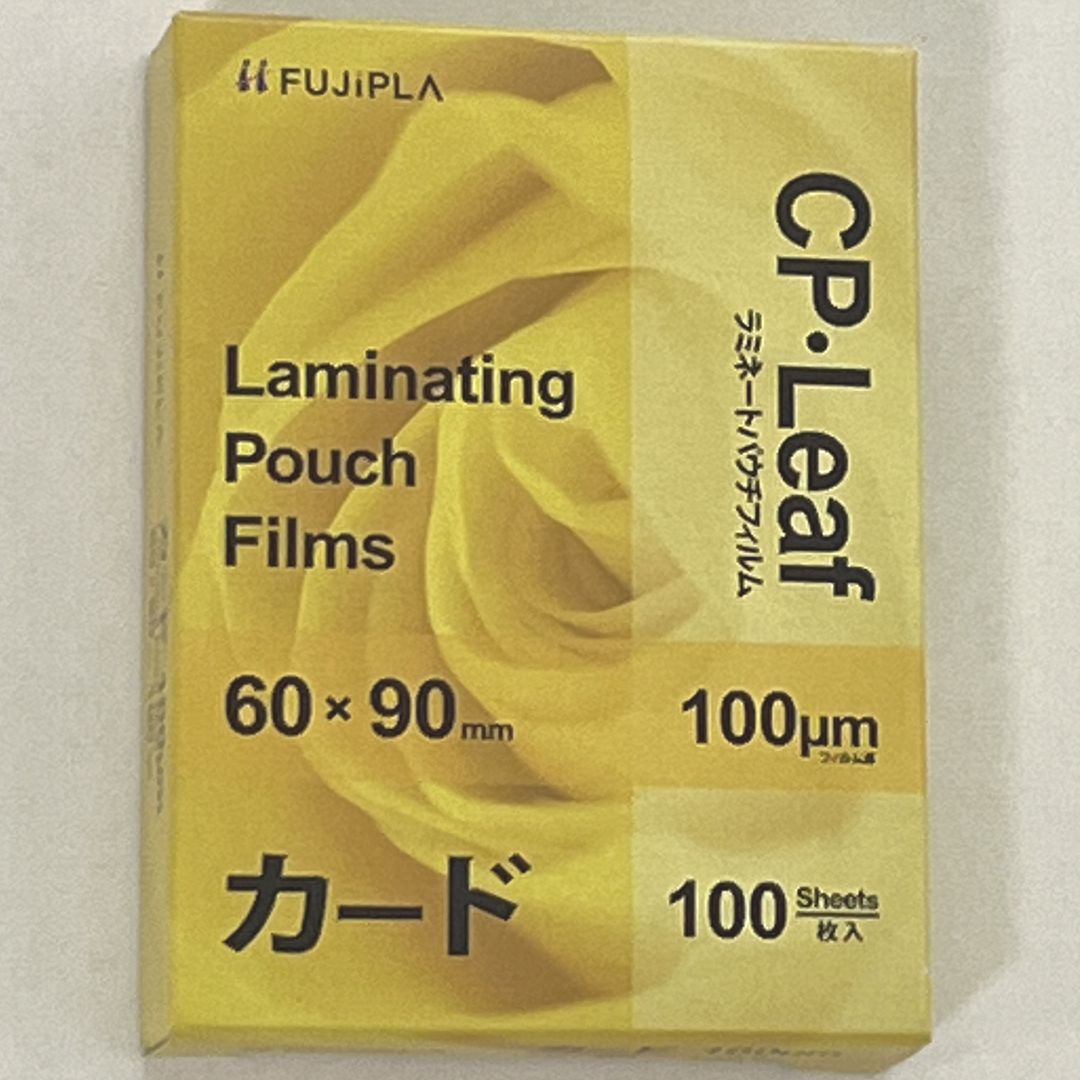 FUJiPLA
CP・Leaf
ラミネートパウチフィルム
Laminating
Pouch
Films
60×90mm
100μm
フィルム厚
カード
100 Sheets
枚入